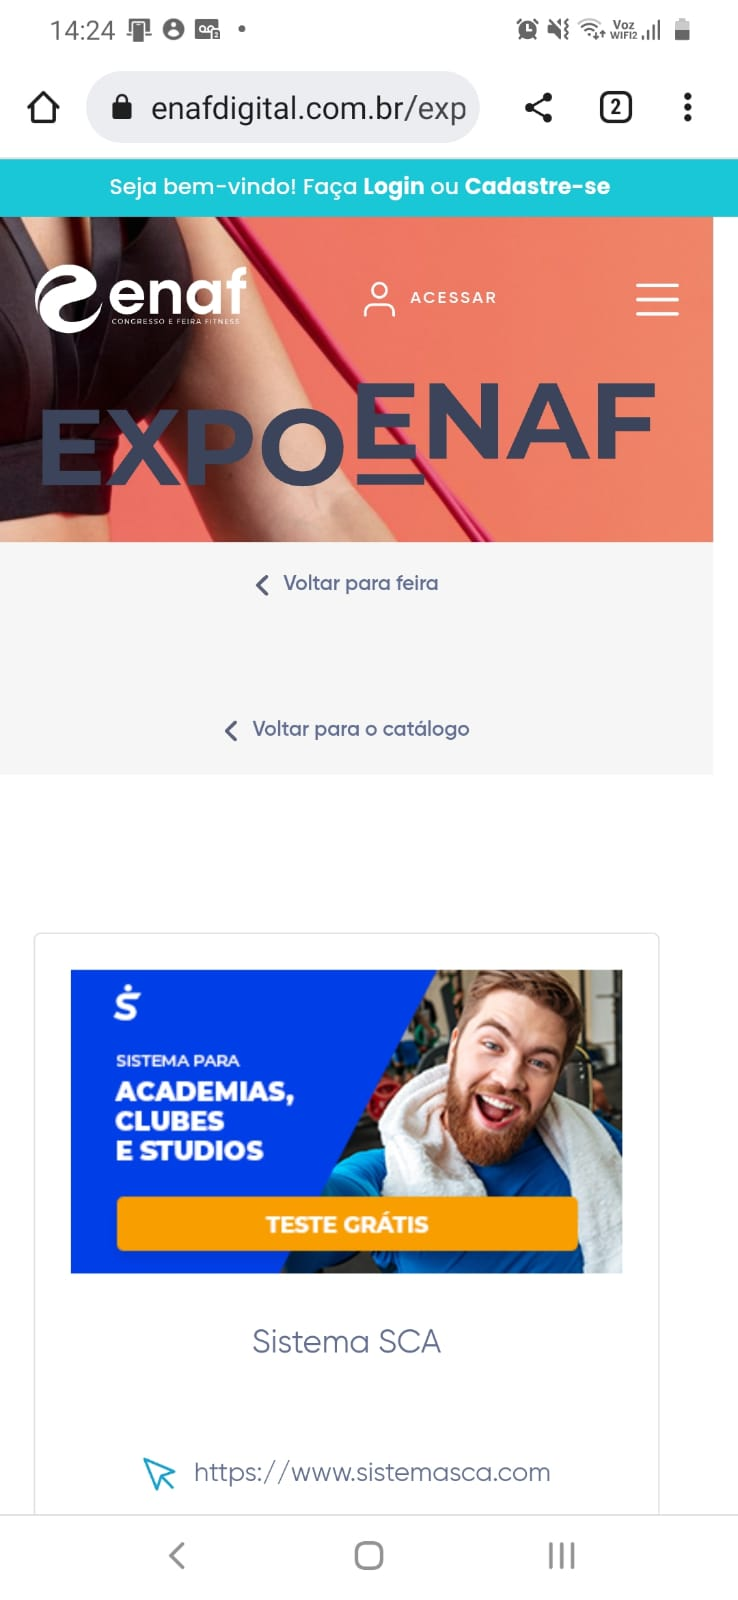 14:24
Voz
WIFI2
enafdigital.com.br/exp
2
Seja bem-vindo! Faça Login ou Cadastre-se
enaf
CONGRESSO E FEIRA FITNESS
ACESSAR
EXPOENAF
Voltar para feira
Voltar para o catálogo
SISTEMA PARA
ACADEMIAS,
CLUBES
E STUDIOS
TESTE GRÁTIS
Sistema SCA
https://www.sistemasca.com